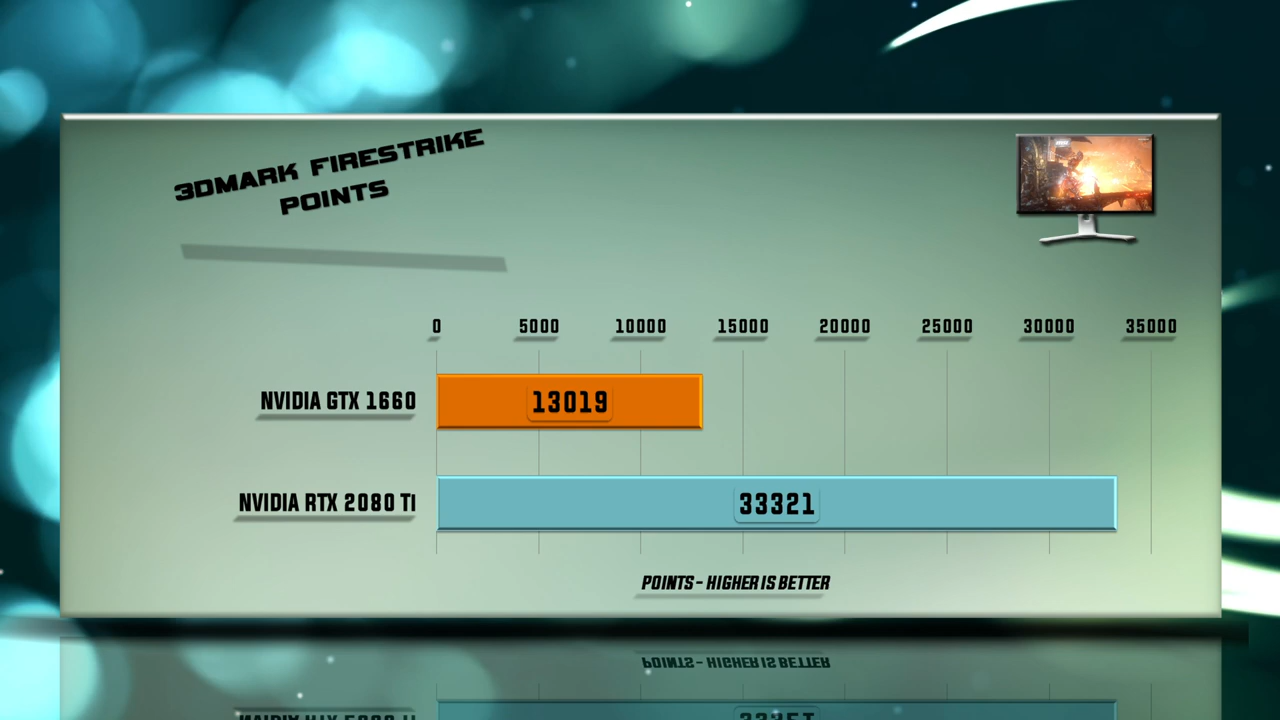 3DMARK FIRESTRIKE
POINTS
0 5000 10000 15000 20000 25000 30000 35000
NVIDIA GTX 1660 13019
NVIDIA RTX 2080 TI 33321
POINTS - HIGHER IS BETTER